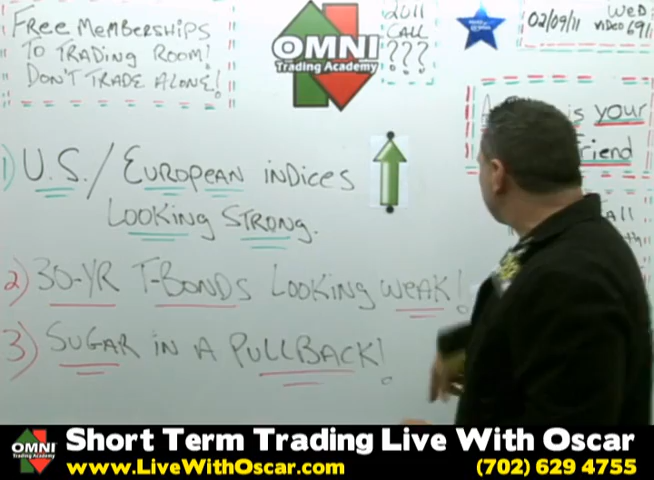 FREE MEMBERSHIPS
TO TRADING ROOM!
DON'T TRADE ALONE!
OMNI
Trading Academy
2011
CALL
???
02/09/11
WED
VIDEO 691
is your
Friend
1) U.S./EUROPEAN INDICES
LOOKING STRONG.
2) 30-YR T-BONDS LOOKING WEAK!
3) SUGAR IN A PULLBACK!
OMNI
Trading Academy
Short Term Trading Live With Oscar
www.LiveWithOscar.com
(702) 629 4755